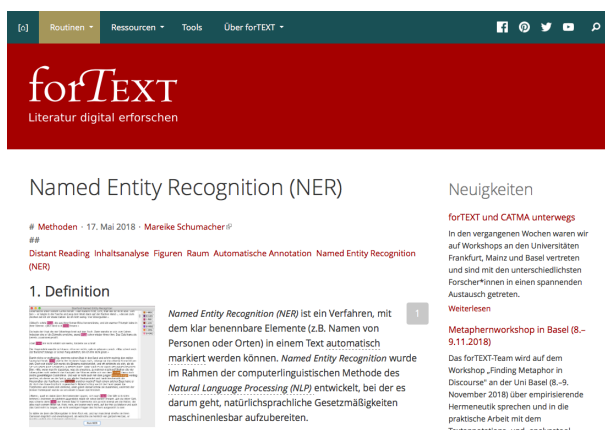 [⌂] Routinen Ressourcen Tools Über forTEXT
forTEXT
Literatur digital erforschen
Named Entity Recognition (NER)
# Methoden · 17. Mai 2018 · Mareike Schumacher
##
Distant Reading Inhaltsanalyse Figuren Raum Automatische Annotation Named Entity Recognition
(NER)
1. Definition
Named Entity Recognition (NER) ist ein Verfahren, mit
dem klar benennbare Elemente (z.B. Namen von
Personen oder Orten) in einem Text automatisch
markiert werden können. Named Entity Recognition wurde
im Rahmen der computerlinguistischen Methode des
Natural Language Processing (NLP) entwickelt, bei der es
darum geht, natürlichsprachliche Gesetzmäßigkeiten
maschinenlesbar aufzubereiten.
1
Neuigkeiten
forTEXT und CATMA unterwegs
In den vergangenen Wochen waren wir
auf Workshops an den Universitäten
Frankfurt, Mainz und Basel vertreten
und sind mit den unterschiedlichsten
Forscher*innen in einen spannenden
Austausch getreten.
Weiterlesen
Metaphernworkshop in Basel (8.–
9.11.2018)
Das forTEXT-Team wird auf dem
Workshop „Finding Metaphor in
Discourse" an der Uni Basel (8.–9.
November 2018) über empirisierende
Hermeneutik sprechen und in die
praktische Arbeit mit dem